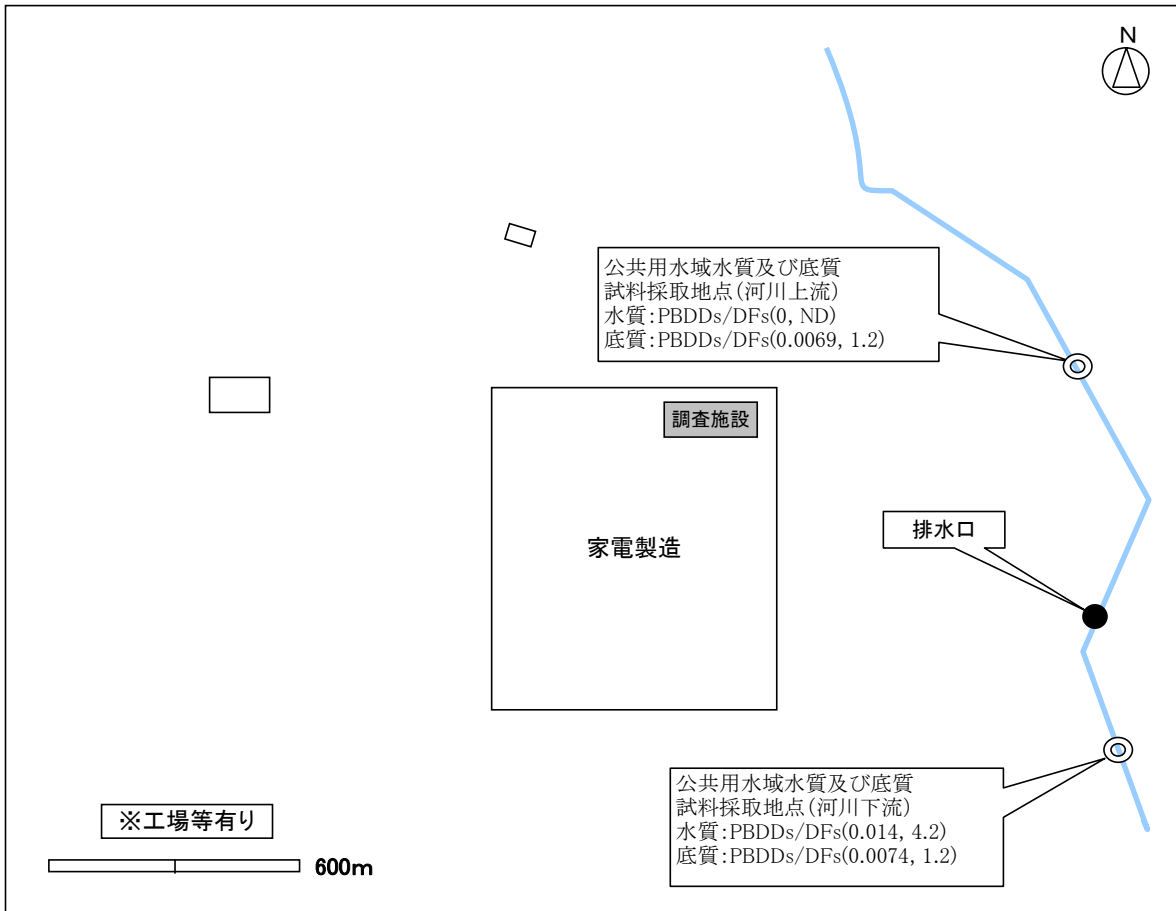 N
公共用水域水質及び底質
試料採取地点(河川上流)
水質:PBDDs/DFs(0, ND)
底質:PBDDs/DFs(0.0069, 1.2)
調査施設
家電製造
排水口
公共用水域水質及び底質
試料採取地点(河川下流)
水質:PBDDs/DFs(0.014, 4.2)
底質:PBDDs/DFs(0.0074, 1.2)
※工場等有り
600m